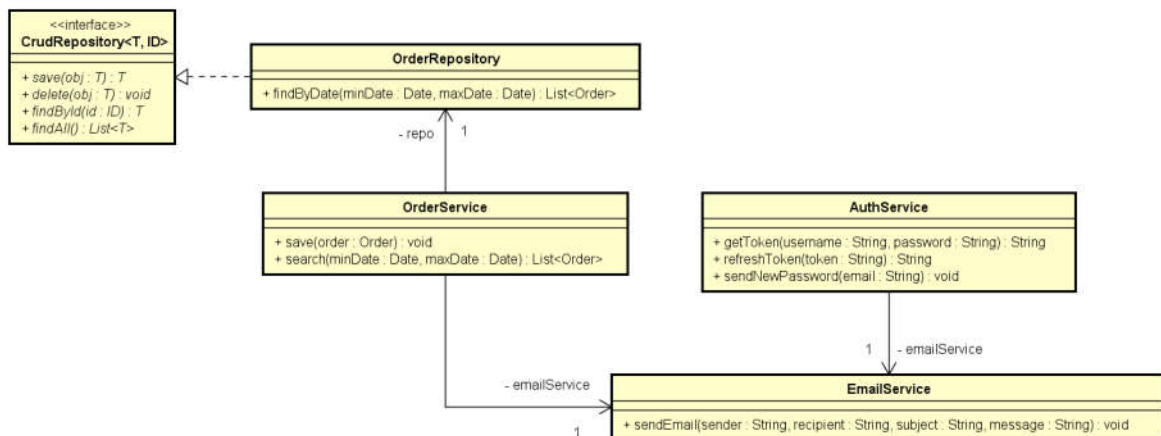 <<interface>>
CrudRepository<T, ID>
+ save(obj : T) : T
+ delete(obj : T) : void
+ findById(id : ID) : T
+ findAll() : List<T>
OrderRepository
+ findByDate(minDate : Date, maxDate : Date) : List<Order>
- repo
1
OrderService
+ save(order : Order) : void
+ search(minDate : Date, maxDate : Date) : List<Order>
AuthService
+ getToken(username : String, password : String) : String
+ refreshToken(token : String) : String
+ sendNewPassword(email : String) : void
1
- emailService
- emailService
1
EmailService
+ sendEmail(sender : String, recipient : String, subject : String, message : String) : void